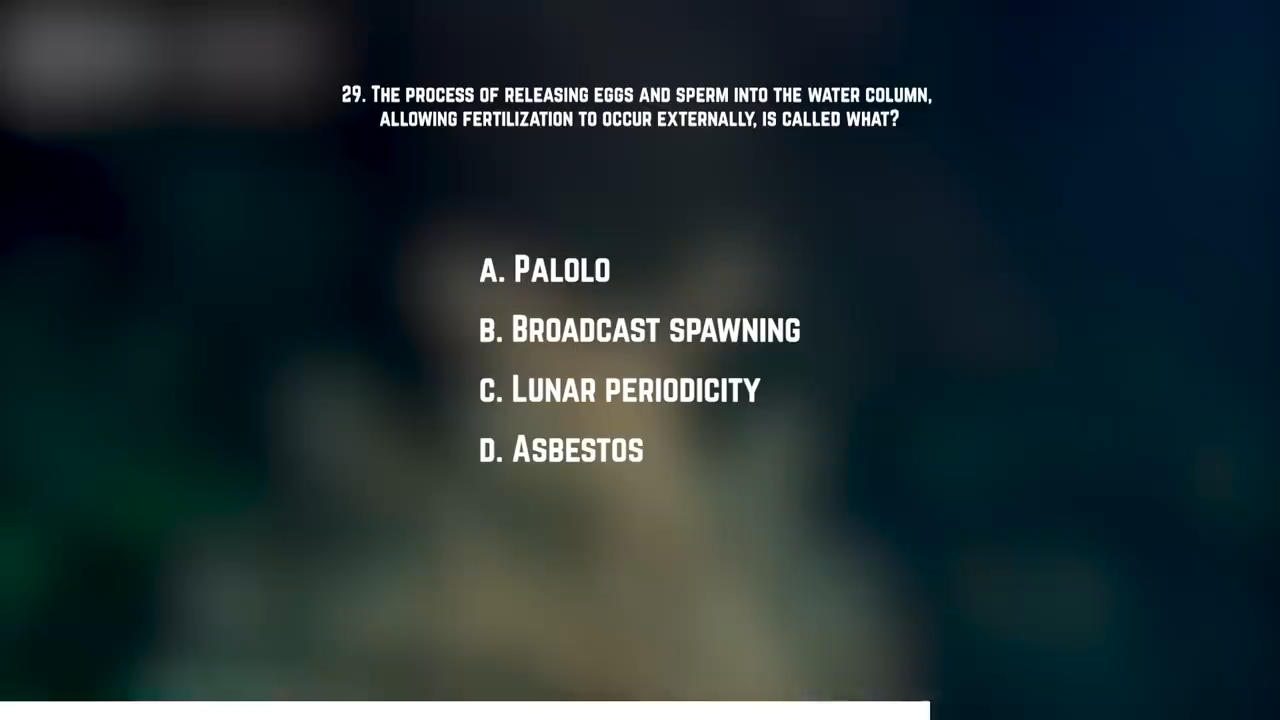 29. The process of releasing eggs and sperm into the water column,
allowing fertilization to occur externally, is called what?
a. Palolo
b. Broadcast spawning
c. Lunar periodicity
d. Asbestos